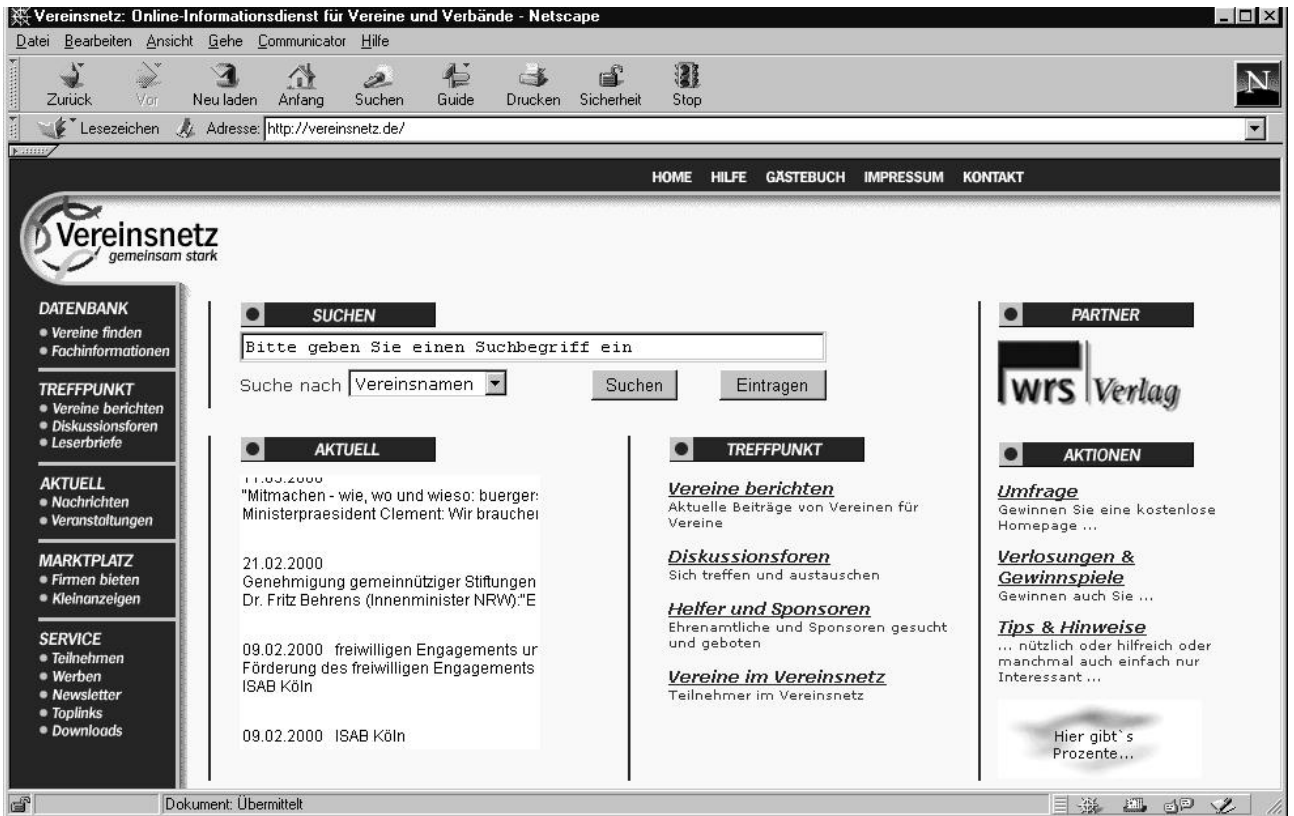 Vereinsnetz: Online-Informationsdienst für Vereine und Verbände - Netscape
Datei Bearbeiten Ansicht Gehe Communicator Hilfe
Zurück Vor Neu laden Anfang Suchen Guide Drucken Sicherheit Stop
N
Lesezeichen Adresse: http://vereinsnetz.de/
HOME HILFE GÄSTEBUCH IMPRESSUM KONTAKT
Vereinsnetz
gemeinsam stark
DATENBANK
Vereine finden
Fachinformationen
TREFFPUNKT
Vereine berichten
Diskussionsforen
Leserbriefe
AKTUELL
Nachrichten
Veranstaltungen
MARKTPLATZ
Firmen bieten
Kleinanzeigen
SERVICE
Teilnehmen
Werben
Newsletter
Toplinks
Downloads
SUCHEN
Bitte geben Sie einen Suchbegriff ein
Suche nach Vereinsnamen Suchen Eintragen
AKTUELL
"Mitmachen - wie, wo und wieso: buergers
Ministerpraesident Clement: Wir brauchen
21.02.2000
Genehmigung gemeinnütziger Stiftungen
Dr. Fritz Behrens (Innenminister NRW):"E
09.02.2000 freiwilligen Engagements un
Förderung des freiwilligen Engagements
ISAB Köln
09.02.2000 ISAB Köln
TREFFPUNKT
Vereine berichten
Aktuelle Beiträge von Vereinen für
Vereine
Diskussionsforen
Sich treffen und austauschen
Helfer und Sponsoren
Ehrenamtliche und Sponsoren gesucht
und geboten
Vereine im Vereinsnetz
Teilnehmer im Vereinsnetz
PARTNER
wrs Verlag
AKTIONEN
Umfrage
Gewinnen Sie eine kostenlose
Homepage ...
Verlosungen &
Gewinnspiele
Gewinnen auch Sie ...
Tips & Hinweise
... nützlich oder hilfreich oder
manchmal auch einfach nur
Interessant ...
Hier gibt`s
Prozente...
Dokument: Übermittelt